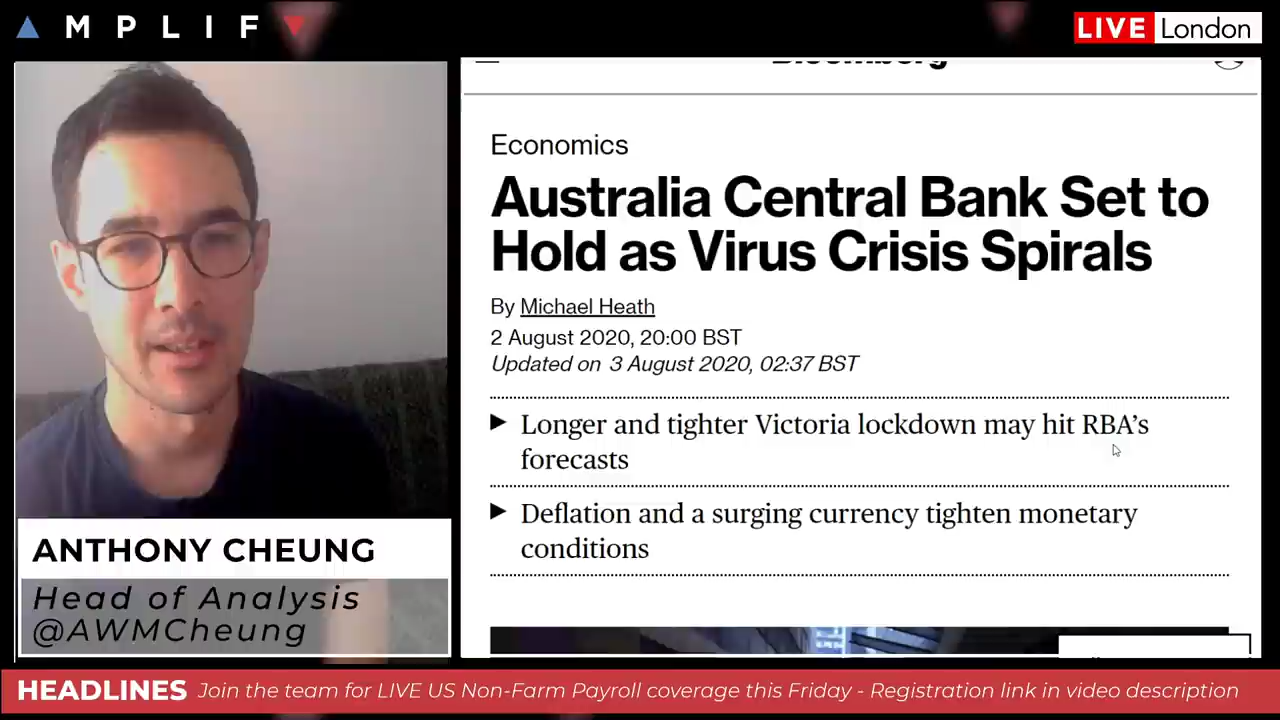 AMPLIFY
LIVE London
Bloomberg
Economics
Australia Central Bank Set to
Hold as Virus Crisis Spirals
By Michael Heath
2 August 2020, 20:00 BST
Updated on 3 August 2020, 02:37 BST
Longer and tighter Victoria lockdown may hit RBA's
forecasts
Deflation and a surging currency tighten monetary
conditions
ANTHONY CHEUNG
Head of Analysis
@AWMCheung
HEADLINES Join the team for LIVE US Non-Farm Payroll coverage this Friday - Registration link in video description